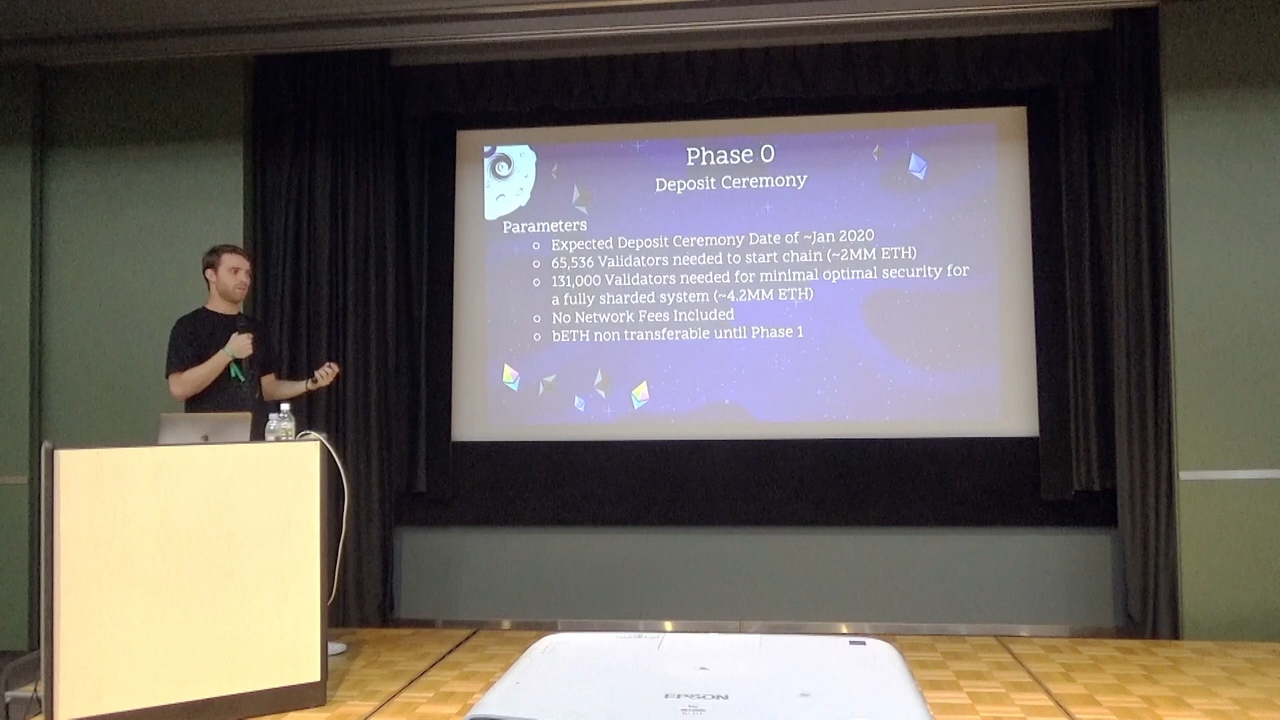 Phase 0
Deposit Ceremony
Parameters
Expected Deposit Ceremony Date of ~Jan 2020
65,536 Validators needed to start chain (~2MM ETH)
131,000 Validators needed for minimal optimal security for
a fully sharded system (~4.2MM ETH)
No Network Fees Included
bETH non transferable until Phase 1
EPSON